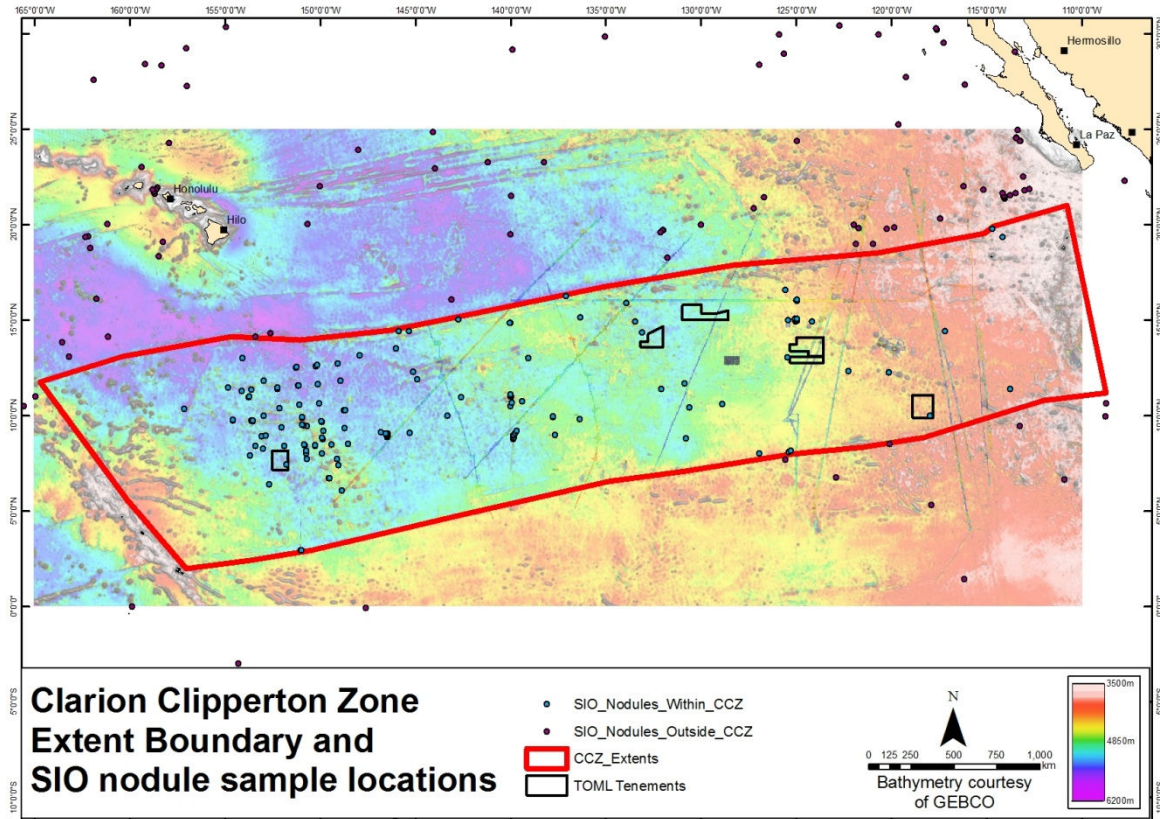 165°0'0"W 160°0'0"W 155°0'0"W 150°0'0"W 145°0'0"W 140°0'0"W 135°0'0"W 130°0'0"W 125°0'0"W 120°0'0"W 115°0'0"W 110°0'0"W
Hermosillo
La Paz
Honolulu
Hilo
25°0'0"N
20°0'0"N
15°0'0"N
10°0'0"N
5°0'0"N
0°0'0"
5°0'0"S
10°0'0"S
Clarion Clipperton Zone
Extent Boundary and
SIO nodule sample locations
SIO_Nodules_Within_CCZ
SIO_Nodules_Outside_CCZ
CCZ_Extents
TOML Tenements
N
0 125 250 500 750 1,000
km
Bathymetry courtesy
of GEBCO
3500m
4850m
6200m